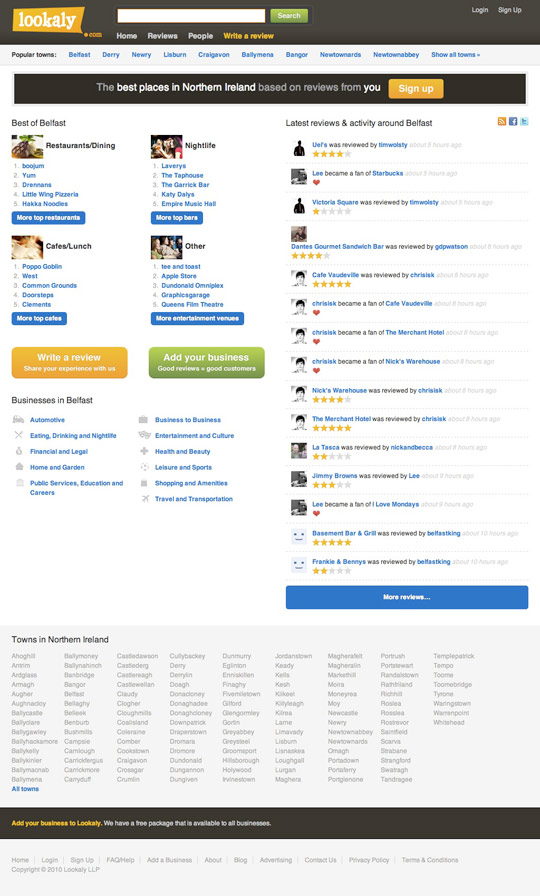 lookaly.com
Search
Login Sign Up
Home Reviews People Write a review
Popular towns: Belfast Derry Newry Lisburn Craigavon Ballymena Bangor Newtownards Newtownabbey Show all towns »
The best places in Northern Ireland based on reviews from you Sign up
Best of Belfast
Restaurants/Dining
1. boojum
2. Yum
3. Drennans
4. Little Wing Pizzeria
5. Hakka Noodles
More top restaurants
Nightlife
1. Laverys
2. The Taphouse
3. The Garrick Bar
4. Katy Dalys
5. Empire Music Hall
More top bars
Cafes/Lunch
1. Poppo Goblin
2. West
3. Common Grounds
4. Doorsteps
5. Clements
More top cafes
Other
1. tee and toast
2. Apple Store
3. Dundonald Omniplex
4. Graphicsgarage
5. Queens Film Theatre
More entertainment venues
Write a review
Share your experience with us
Add your business
Good reviews = good customers
Businesses in Belfast
Automotive
Eating, Drinking and Nightlife
Financial and Legal
Home and Garden
Public Services, Education and
Careers
Business to Business
Entertainment and Culture
Health and Beauty
Leisure and Sports
Shopping and Amenities
Travel and Transportation
Latest reviews & activity around Belfast
Uel's was reviewed by timwolsty about 5 hours ago
Lee became a fan of Starbucks about 5 hours ago
Victoria Square was reviewed by timwolsty about 5 hours ago
Dantes Gourmet Sandwich Bar was reviewed by gdpwatson about 8 hours ago
Cafe Vaudeville was reviewed by chrisisk about 8 hours ago
chrisisk became a fan of Cafe Vaudeville about 8 hours ago
chrisisk became a fan of The Merchant Hotel about 8 hours ago
chrisisk became a fan of Nick's Warehouse about 8 hours ago
Nick's Warehouse was reviewed by chrisisk about 8 hours ago
The Merchant Hotel was reviewed by chrisisk about 8 hours ago
La Tasca was reviewed by nickandbecca about 8 hours ago
Jimmy Browns was reviewed by Lee about 9 hours ago
Lee became a fan of I Love Mondays about 9 hours ago
Basement Bar & Grill was reviewed by belfastking about 10 hours ago
Frankie & Bennys was reviewed by belfastking about 10 hours ago
More reviews...
Towns in Northern Ireland
Ahoghill Ballymoney Castledawson Cullybackey Dunmurry Jordanstown Magherafelt Portrush Templepatrick
Antrim Ballynahinch Castlederg Derry Eglinton Keady Magheralin Portstewart Tempo
Ardglass Banbridge Castlereagh Derrylin Enniskillen Kells Markethill Randalstown Toome
Armagh Bangor Castlewellan Doagh Finaghy Kesh Moira Rathfriland Toomebridge
Augher Belfast Claudy Donacloney Fivemiletown Kilkeel Moneyrea Richhill Tyrone
Aughnacloy Bellaghy Clogher Donaghadee Gilford Killyleagh Moy Roslea Waringstown
Ballycastle Belleek Cloughmills Donaghcloney Glengormley Kilrea Newcastle Rosslea Warrenpoint
Ballyclare Benburb Coalisland Downpatrick Gortin Larne Newry Rostrevor Whitehead
Ballygawley Bushmills Coleraine Draperstown Greyabbey Limavady Newtownabbey Saintfield
Ballyhackamore Campsie Comber Dromara Greysteel Lisburn Newtownards Scarva
Ballykelly Carnlough Cookstown Dromore Groomsport Lisnaskea Omagh Strabane
Ballykinler Carrickfergus Craigavon Dundonald Hillsborough Loughgall Portadown Strangford
Ballymacnab Carrickmore Crossgar Dungannon Holywood Lurgan Portaferry Swatragh
Ballymena Carryduff Crumlin Dungiven Irvinestown Maghera Portglenone Tandragee
All towns
Add your business to Lookaly. We have a free package that is available to all businesses.
Home Login Sign Up FAQ/Help Add a Business About Blog Advertising Contact Us Privacy Policy Terms & Conditions
Copyright © 2010 Lookaly LLP